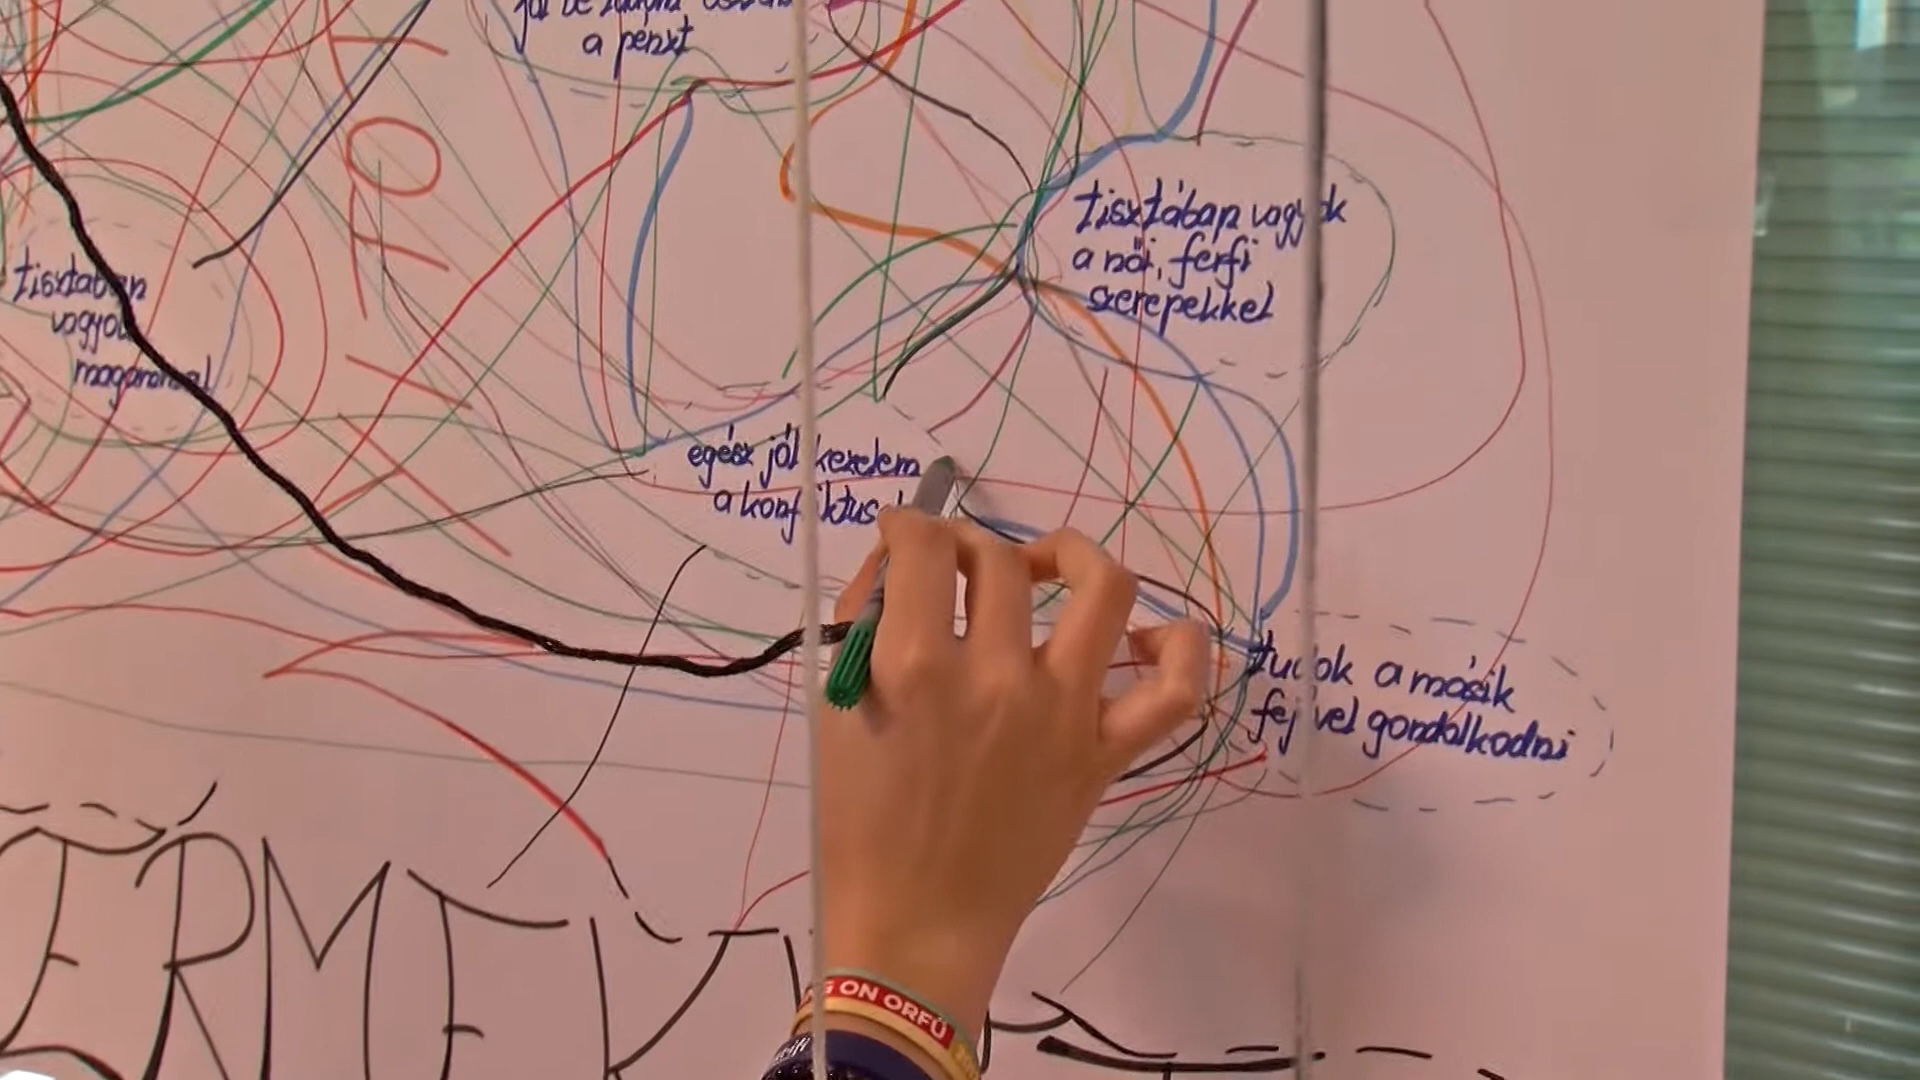 a pénzt
tisztában vagyok
a női, férfi
szerepekkel
tisztában
vagyok
magammal
egész jól kezelem
a konfliktus
tudok a másik
fejével gondolkodni
ERMEK
G ON ORFŰ